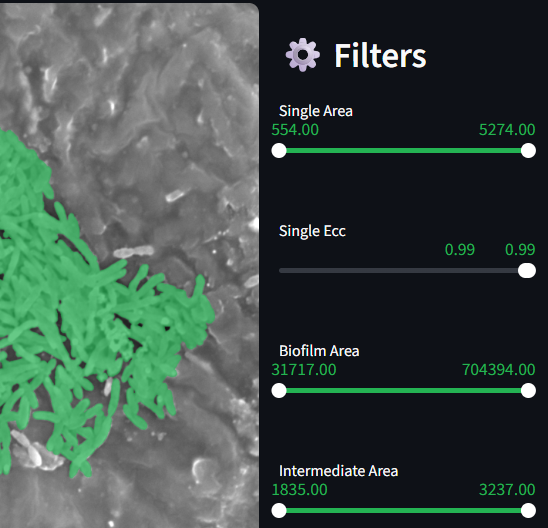 Filters
Single Area
554.00 5274.00
Single Ecc
0.99 0.99
Biofilm Area
31717.00 704394.00
Intermediate Area
1835.00 3237.00